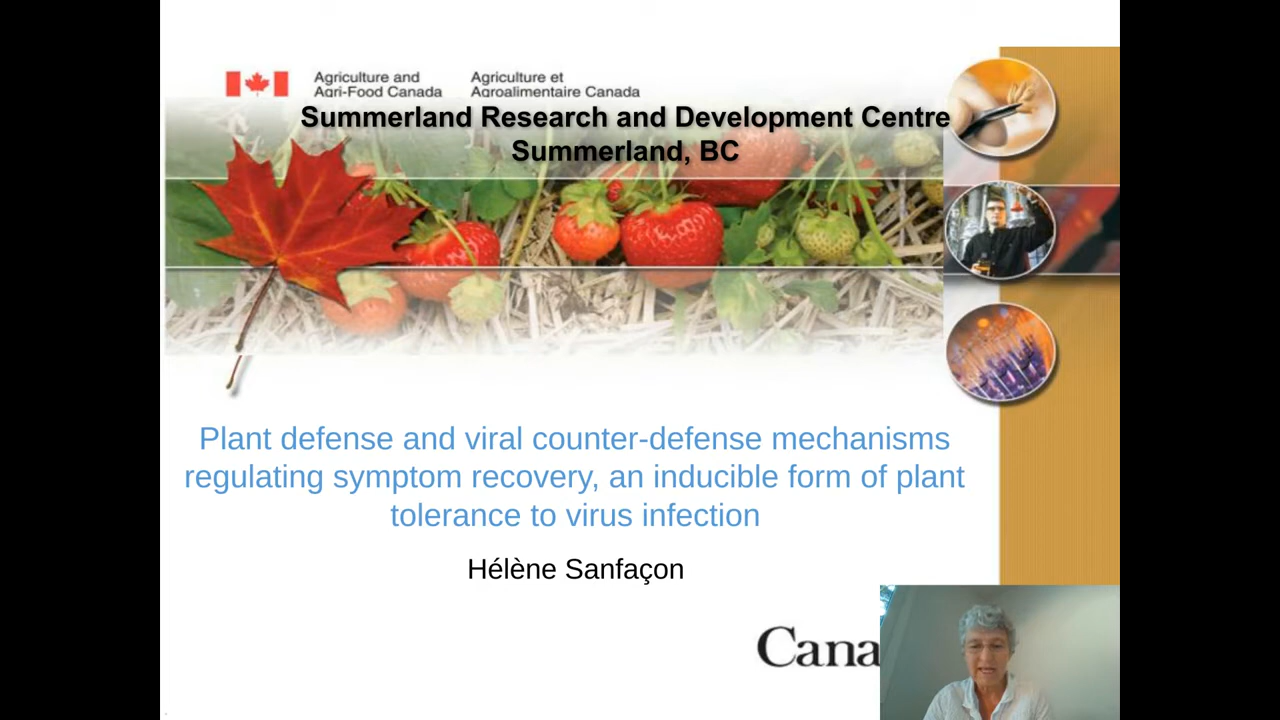 Agriculture and
Agri-Food Canada
Agriculture et
Agroalimentaire Canada
Summerland Research and Development Centre
Summerland, BC
Plant defense and viral counter-defense mechanisms
regulating symptom recovery, an inducible form of plant
tolerance to virus infection
Hélène Sanfaçon
Cana